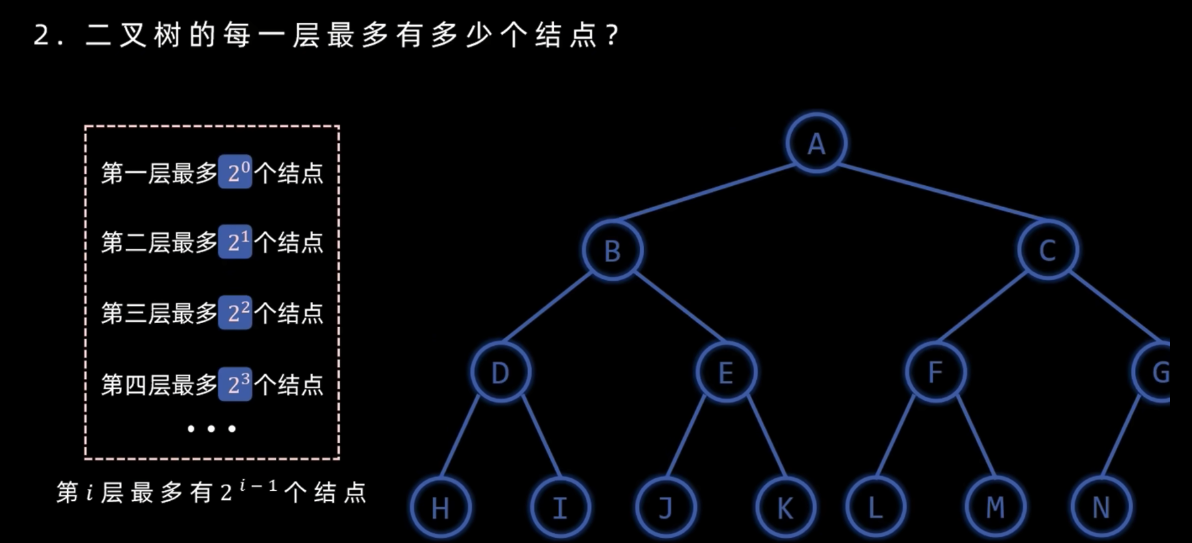 2. 二叉树的每一层最多有多少个结点?
第一层最多2⁰个结点
第二层最多2¹个结点
第三层最多2²个结点
第四层最多2³个结点
•••
第i层最多有2ⁱ⁻¹个结点
A
B C
D E F G
H I J K L M N